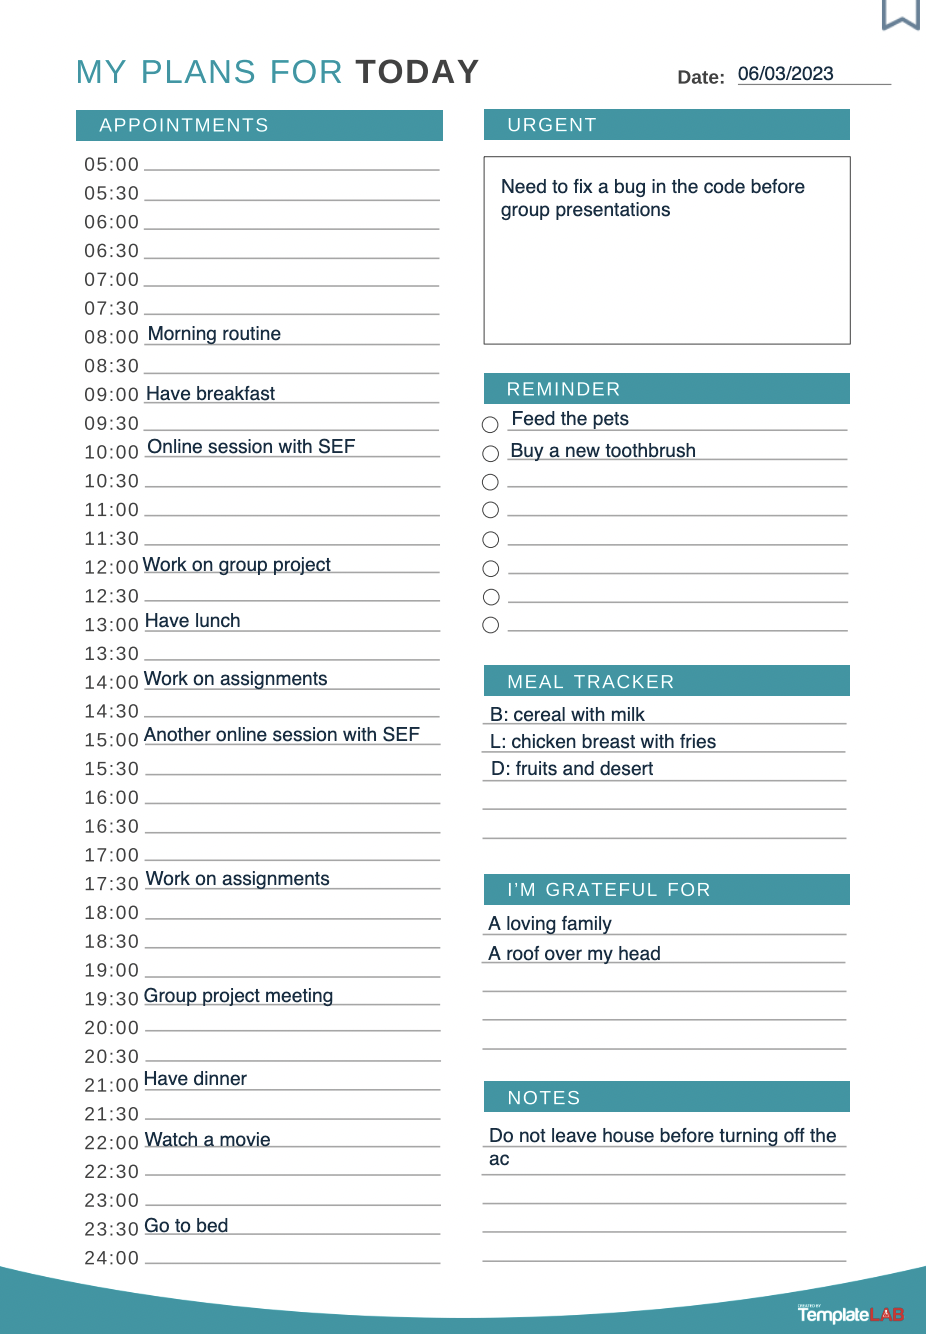 MY PLANS FOR TODAY
Date: 06/03/2023
APPOINTMENTS
05:00
05:30
06:00
06:30
07:00
07:30
08:00 Morning routine
08:30
09:00 Have breakfast
09:30
10:00 Online session with SEF
10:30
11:00
11:30
12:00 Work on group project
12:30
13:00 Have lunch
13:30
14:00 Work on assignments
14:30
15:00 Another online session with SEF
15:30
16:00
16:30
17:00
17:30 Work on assignments
18:00
18:30
19:00
19:30 Group project meeting
20:00
20:30
21:00 Have dinner
21:30
22:00 Watch a movie
22:30
23:00
23:30 Go to bed
24:00
URGENT
Need to fix a bug in the code before
group presentations
REMINDER
Feed the pets
Buy a new toothbrush
MEAL TRACKER
B: cereal with milk
L: chicken breast with fries
D: fruits and desert
I'M GRATEFUL FOR
A loving family
A roof over my head
NOTES
Do not leave house before turning off the
ac
CREATED BY
TemplateLAB